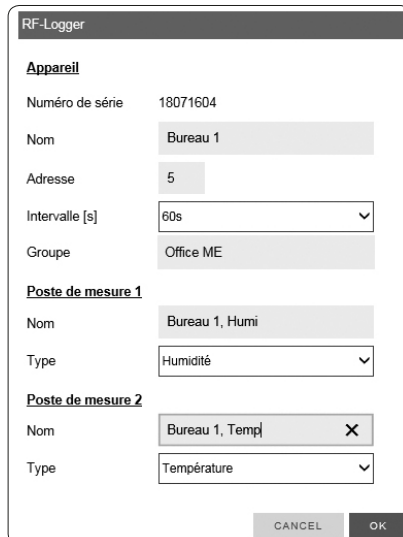 RF-Logger
Appareil
Numéro de série 18071604
Nom Bureau 1
Adresse 5
Intervalle [s] 60s
Groupe Office ME
Poste de mesure 1
Nom Bureau 1, Humi
Type Humidité
Poste de mesure 2
Nom Bureau 1, Temp
Type Température
CANCEL OK